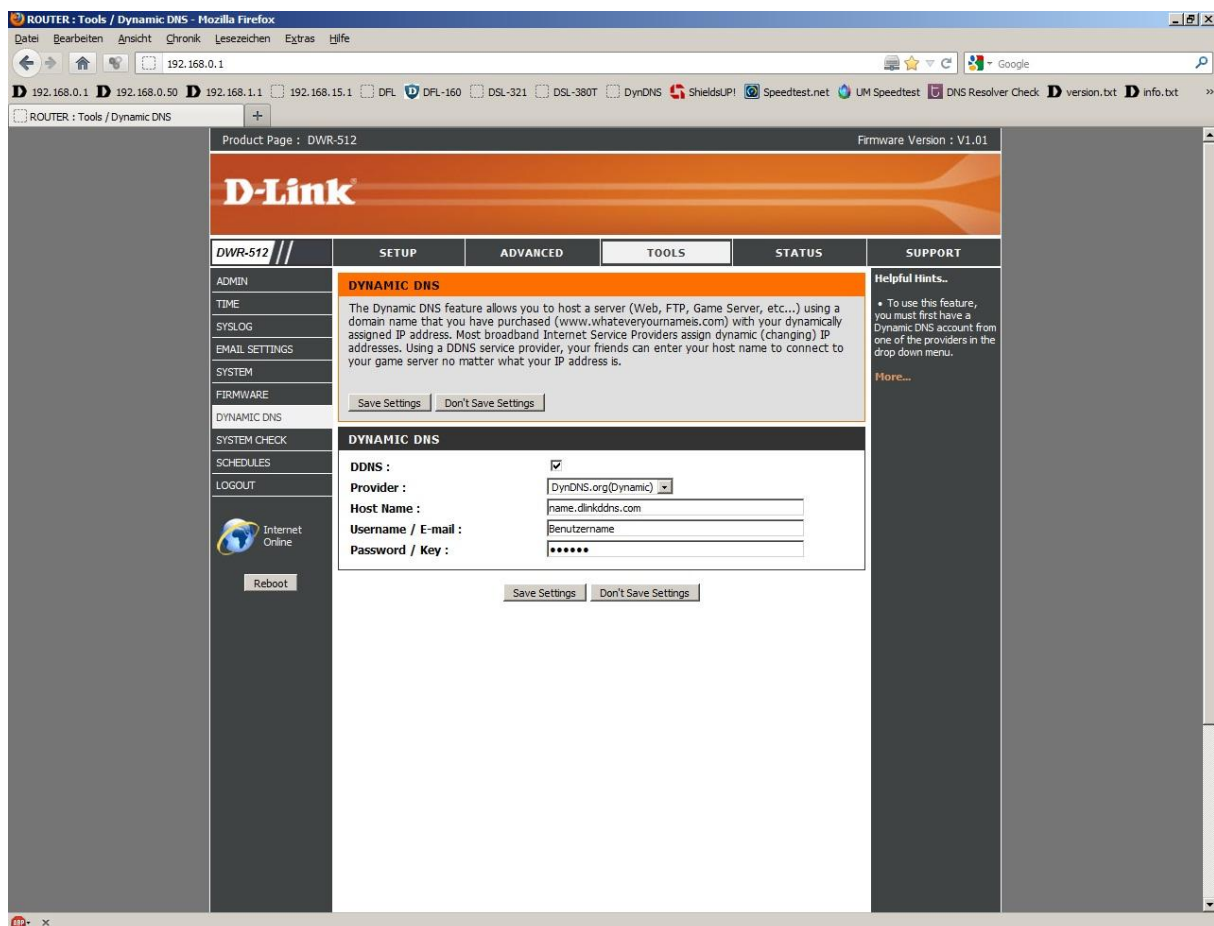 ROUTER : Tools / Dynamic DNS - Mozilla Firefox
Datei Bearbeiten Ansicht Chronik Lesezeichen Extras Hilfe
192.168.0.1
Google
192.168.0.1 192.168.0.50 192.168.1.1 192.168.15.1 DFL DFL-160 DSL-321 DSL-380T DynDNS ShieldsUP! Speedtest.net UM Speedtest DNS Resolver Check version.txt info.txt »
ROUTER : Tools / Dynamic DNS
Product Page : DWR-512 Firmware Version : V1.01
D-Link®
DWR-512 SETUP ADVANCED TOOLS STATUS SUPPORT
ADMIN
TIME
SYSLOG
EMAIL SETTINGS
SYSTEM
FIRMWARE
DYNAMIC DNS
SYSTEM CHECK
SCHEDULES
LOGOUT
Internet
Online
Reboot
DYNAMIC DNS
The Dynamic DNS feature allows you to host a server (Web, FTP, Game Server, etc...) using a
domain name that you have purchased (www.whateveryournameis.com) with your dynamically
assigned IP address. Most broadband Internet Service Providers assign dynamic (changing) IP
addresses. Using a DDNS service provider, your friends can enter your host name to connect to
your game server no matter what your IP address is.
Save Settings Don't Save Settings
DYNAMIC DNS
DDNS :
Provider : DynDNS.org(Dynamic)
Host Name : name.dlinkddns.com
Username / E-mail : Benutzername
Password / Key : ••••••
Save Settings Don't Save Settings
Helpful Hints..
• To use this feature,
you must first have a
Dynamic DNS account from
one of the providers in the
drop down menu.
More...
ABP